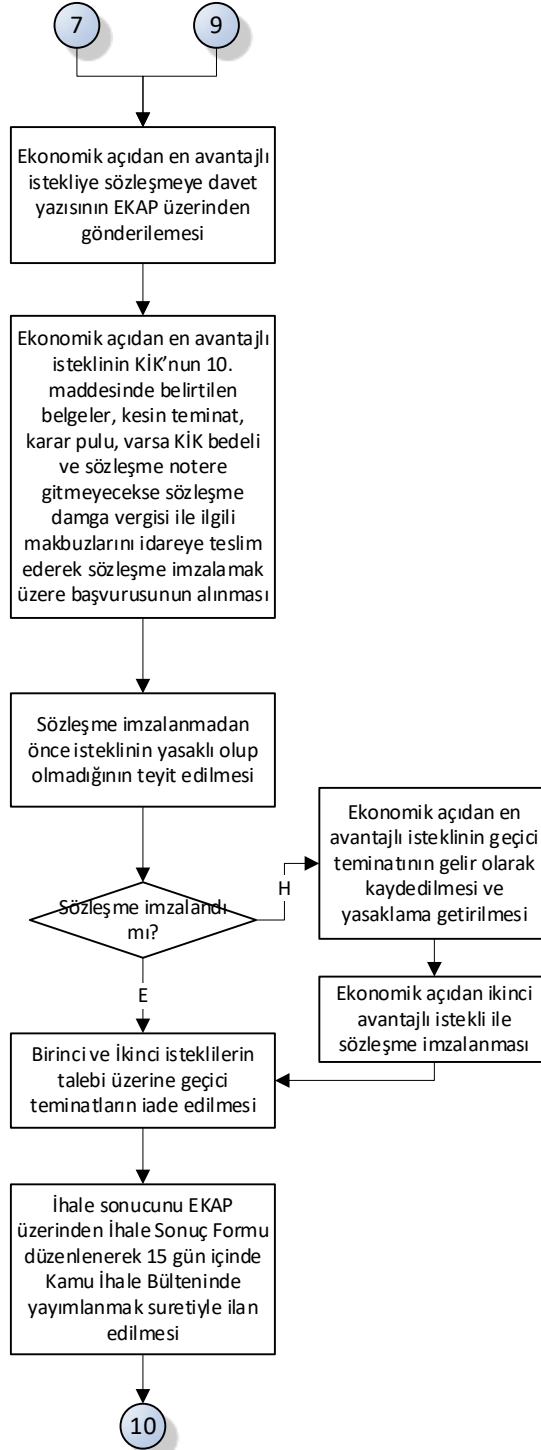 7
9
Ekonomik açıdan en avantajlı
istekliye sözleşmeye davet
yazısının EKAP üzerinden
gönderilemesi
Ekonomik açıdan en avantajlı
isteklinin KİK’nun 10.
maddesinde belirtilen
belgeler, kesin teminat,
karar pulu, varsa KİK bedeli
ve sözleşme notere
gitmeyecekse sözleşme
damga vergisi ile ilgili
makbuzlarını idareye teslim
ederek sözleşme imzalamak
üzere başvurusunun alınması
Sözleşme imzalanmadan
önce isteklinin yasaklı olup
olmadığının teyit edilmesi
Sözleşme imzalandı
mı?
H
Ekonomik açıdan en
avantajlı isteklinin geçici
teminatının gelir olarak
kaydedilmesi ve
yasaklama getirilmesi
Ekonomik açıdan ikinci
avantajlı istekli ile
sözleşme imzalanması
E
Birinci ve İkinci isteklilerin
talebi üzerine geçici
teminatların iade edilmesi
İhale sonucunu EKAP
üzerinden İhale Sonuç Formu
düzenlenerek 15 gün içinde
Kamu İhale Bülteninde
yayımlanmak suretiyle ilan
edilmesi
10